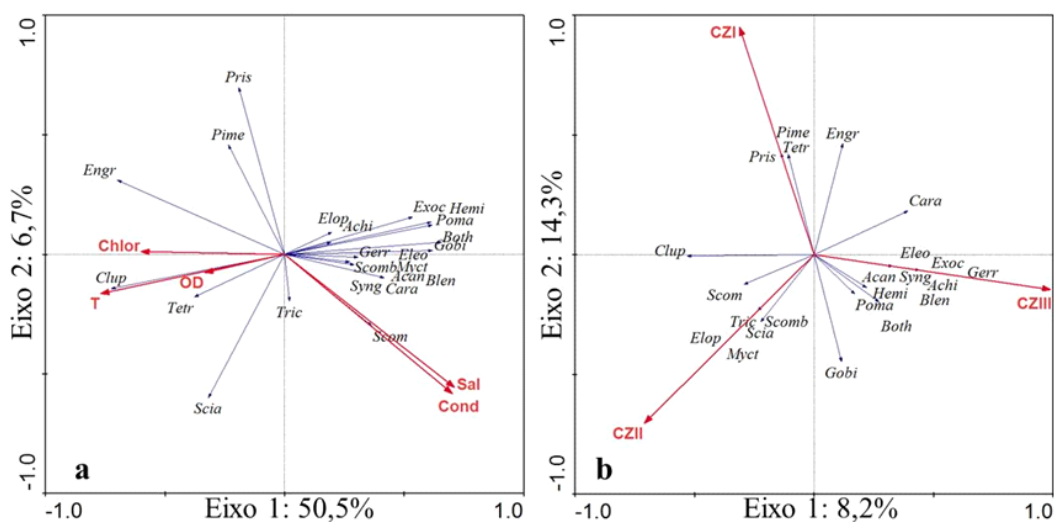 1.0
Eixo 2: 6,7%
-1.0
Pris
Pime
Engr
Elop
Achi
Exoc
Hemi
Poma
Both
Gobi
Chlor
Gerr
Eleo
Scomb
Myct
Clup
OD
T
Acan
Blen
Syng
Cara
Tetr
Tric
Scom
Sal
Cond
Scia
a
-1.0
Eixo 1: 50,5%
1.0
1.0
Eixo 2: 14,3%
-1.0
CZI
Pime
Tetr
Pris
Engr
Cara
Clup
Eleo
Exoc
Gerr
Acan
Syng
Achi
Hemi
Blen
CZIII
Scom
Poma
Both
Tric
Scomb
Scia
Elop
Myct
Gobi
CZII
b
-1.0
Eixo 1: 8,2%
1.0